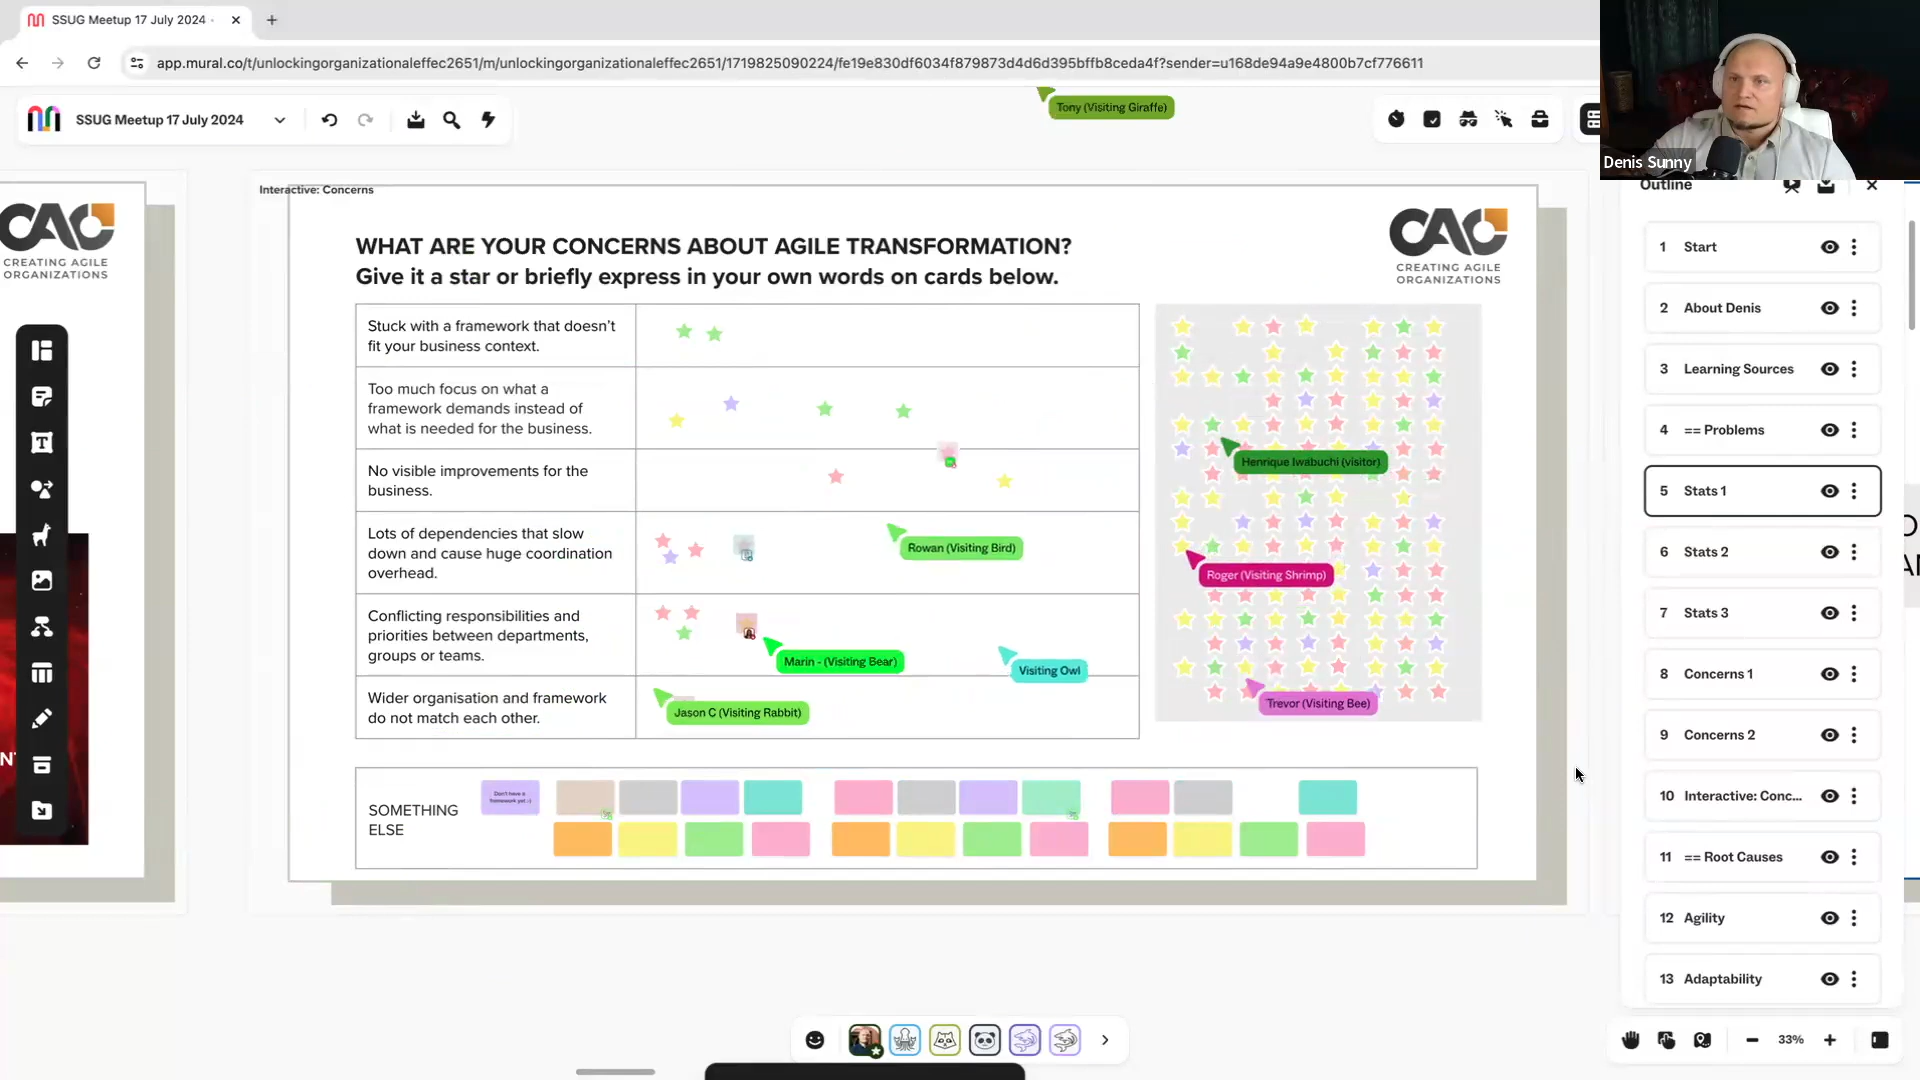 SSUG Meetup 17 July 2024 -
app.mural.co/t/unlockingorganizationaleffec2651/m/unlockingorganizationaleffec2651/1719825090224/fe19e830df6034f879873d4d6d395bffb8ceda4f?sender=u168de94a9e4800b7cf776611
SSUG Meetup 17 July 2024
Tony (Visiting Giraffe)
Denis Sunny
Interactive: Concerns
CAO
CREATING AGILE
ORGANIZATIONS
WHAT ARE YOUR CONCERNS ABOUT AGILE TRANSFORMATION?
Give it a star or briefly express in your own words on cards below.
CAO
CREATING AGILE
ORGANIZATIONS
Stuck with a framework that doesn't
fit your business context.
Too much focus on what a
framework demands instead of
what is needed for the business.
No visible improvements for the
business.
Lots of dependencies that slow
down and cause huge coordination
overhead.
Conflicting responsibilities and
priorities between departments,
groups or teams.
Wider organisation and framework
do not match each other.
Henrique Iwabuchi (visitor)
Rowan (Visiting Bird)
Roger (Visiting Shrimp)
Marin - (Visiting Bear)
Visiting Owl
Jason C (Visiting Rabbit)
Trevor (Visiting Bee)
SOMETHING
ELSE
Don't have a
framework yet :)
Outline
1 Start
2 About Denis
3 Learning Sources
4 == Problems
5 Stats 1
6 Stats 2
7 Stats 3
8 Concerns 1
9 Concerns 2
10 Interactive: Conc...
11 == Root Causes
12 Agility
13 Adaptability
33%